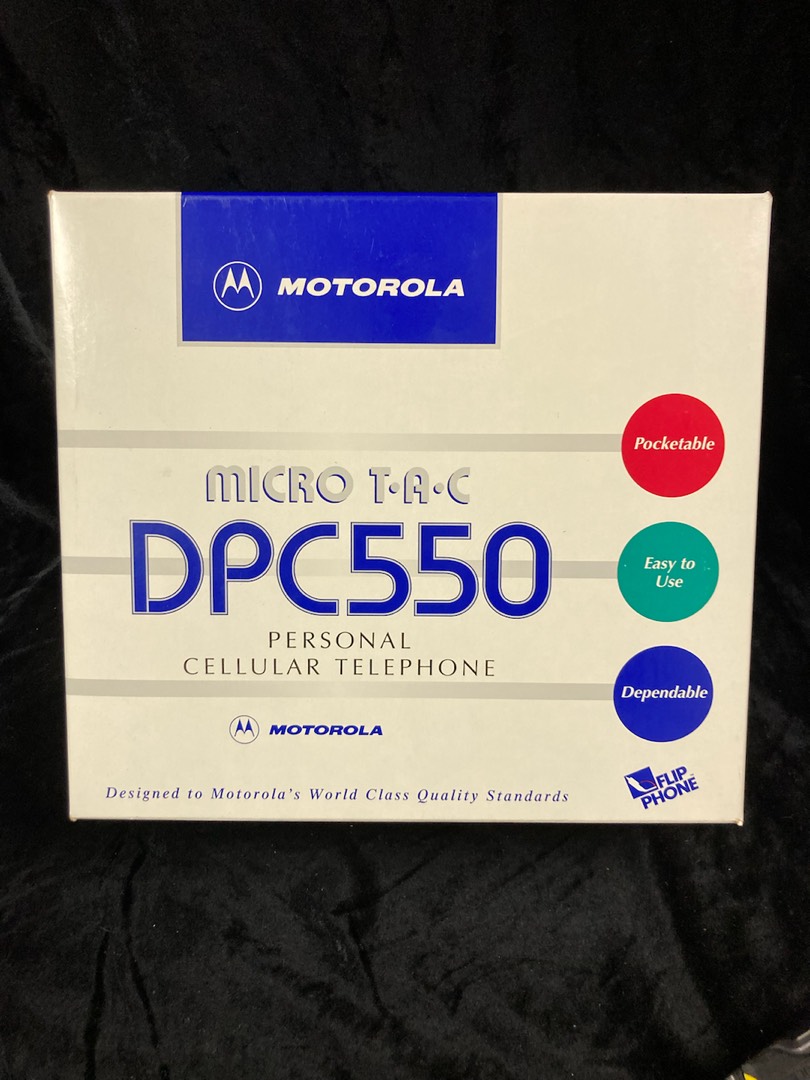 MOTOROLA
Pocketable
MICRO T•A•C
DPC550
Easy to
Use
PERSONAL
CELLULAR TELEPHONE
Dependable
MOTOROLA
FLIP
PHONE™
Designed to Motorola's World Class Quality Standards